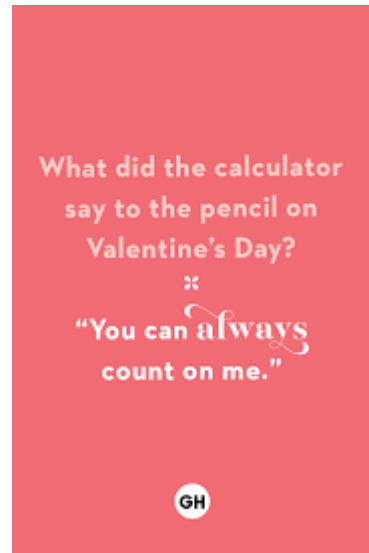 What did the calculator
say to the pencil on
Valentine’s Day?
“You can always
count on me.”
GH